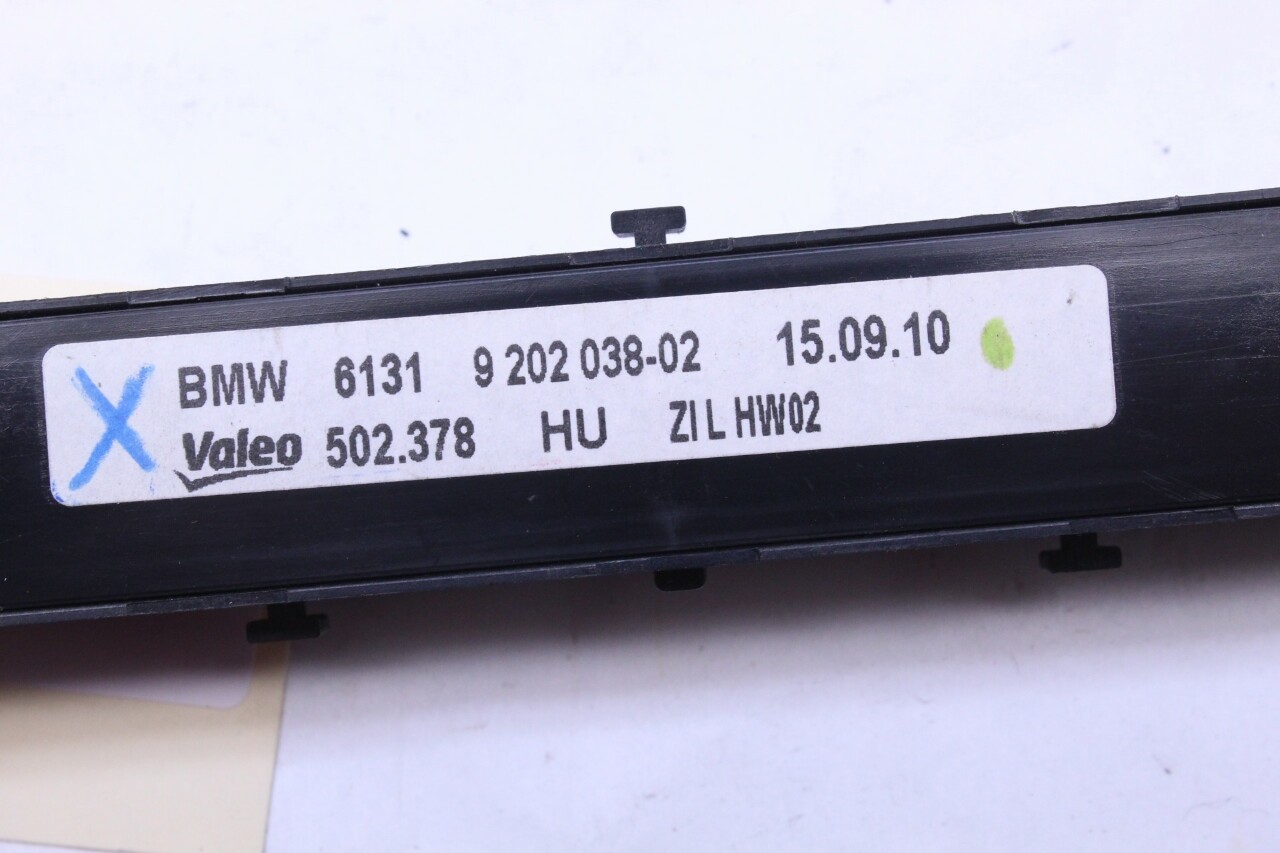 BMW 6131 9 202 038-02 15.09.10
Valeo 502.378 HU ZI L HW02